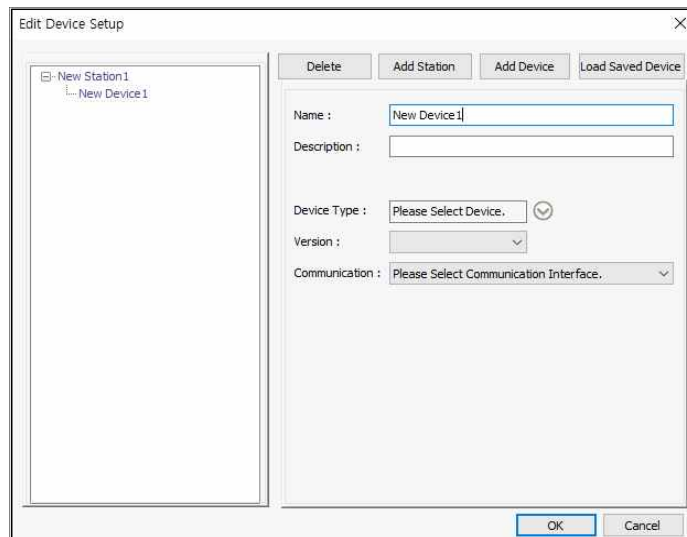 Edit Device Setup
New Station1
New Device1
Delete
Add Station
Add Device
Load Saved Device
Name :
New Device1
Description :
Device Type :
Please Select Device.
Version :
Communication :
Please Select Communication Interface.
OK
Cancel